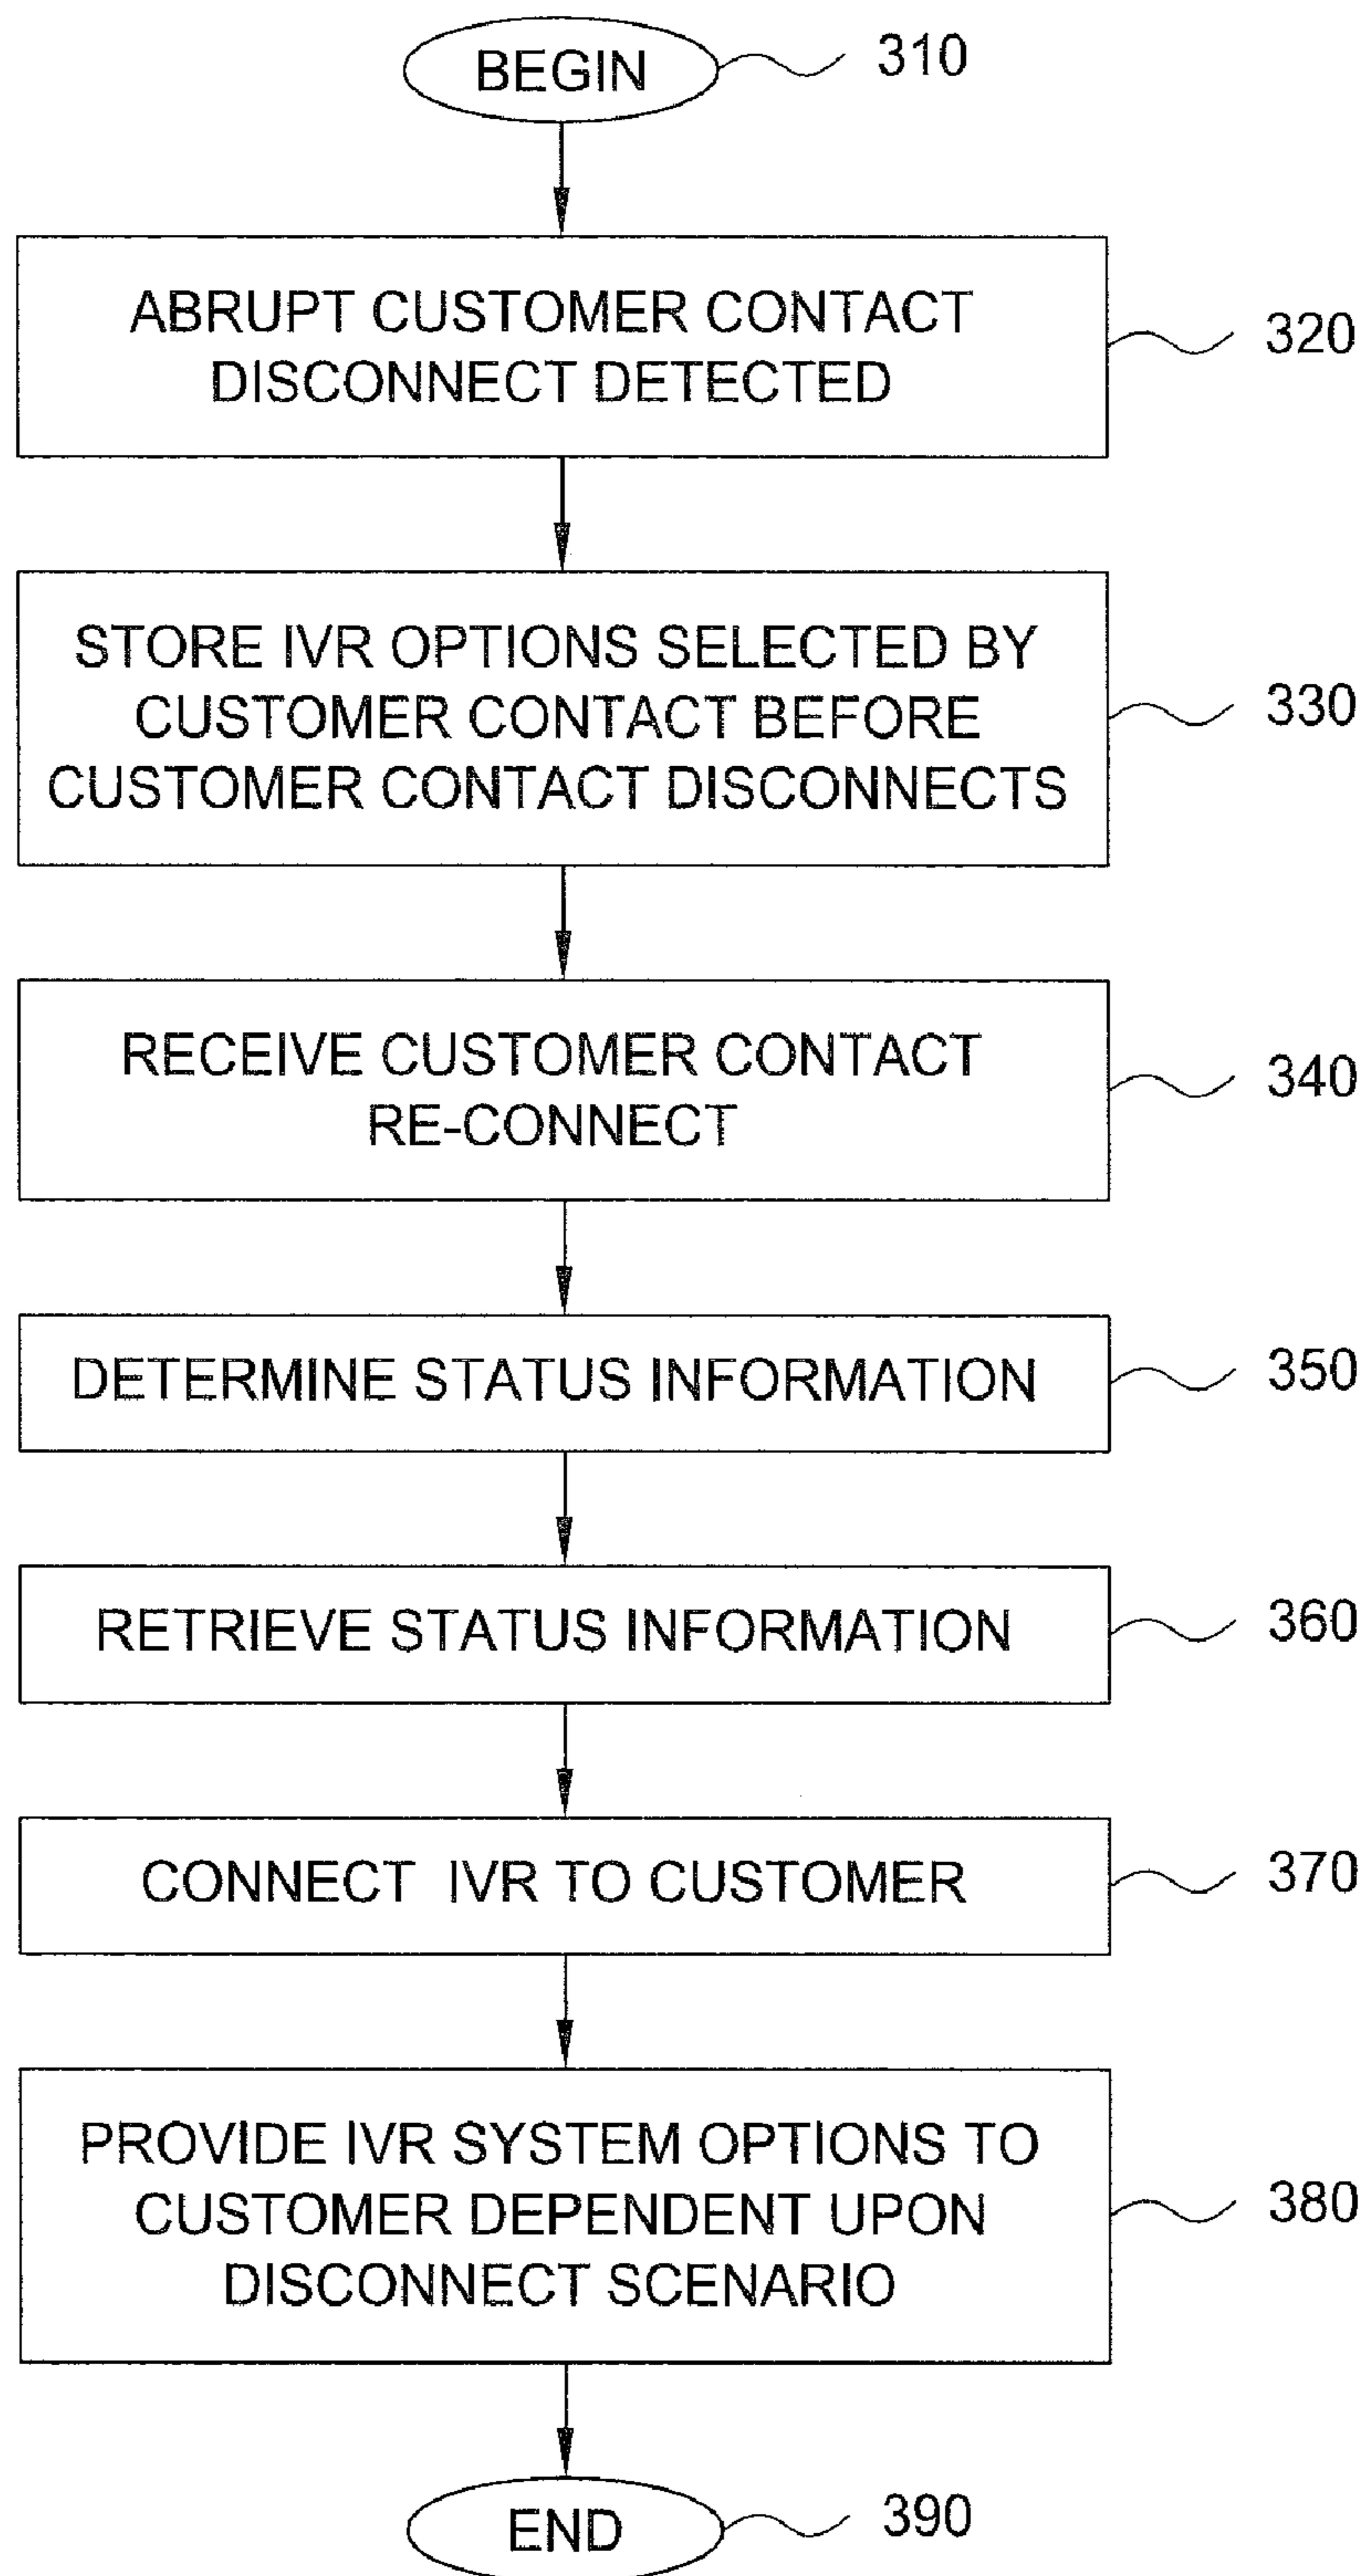 BEGIN
310
ABRUPT CUSTOMER CONTACT
DISCONNECT DETECTED
320
STORE IVR OPTIONS SELECTED BY
CUSTOMER CONTACT BEFORE
CUSTOMER CONTACT DISCONNECTS
330
RECEIVE CUSTOMER CONTACT
RE-CONNECT
340
DETERMINE STATUS INFORMATION
350
RETRIEVE STATUS INFORMATION
360
CONNECT IVR TO CUSTOMER
370
PROVIDE IVR SYSTEM OPTIONS TO
CUSTOMER DEPENDENT UPON
DISCONNECT SCENARIO
380
END
390